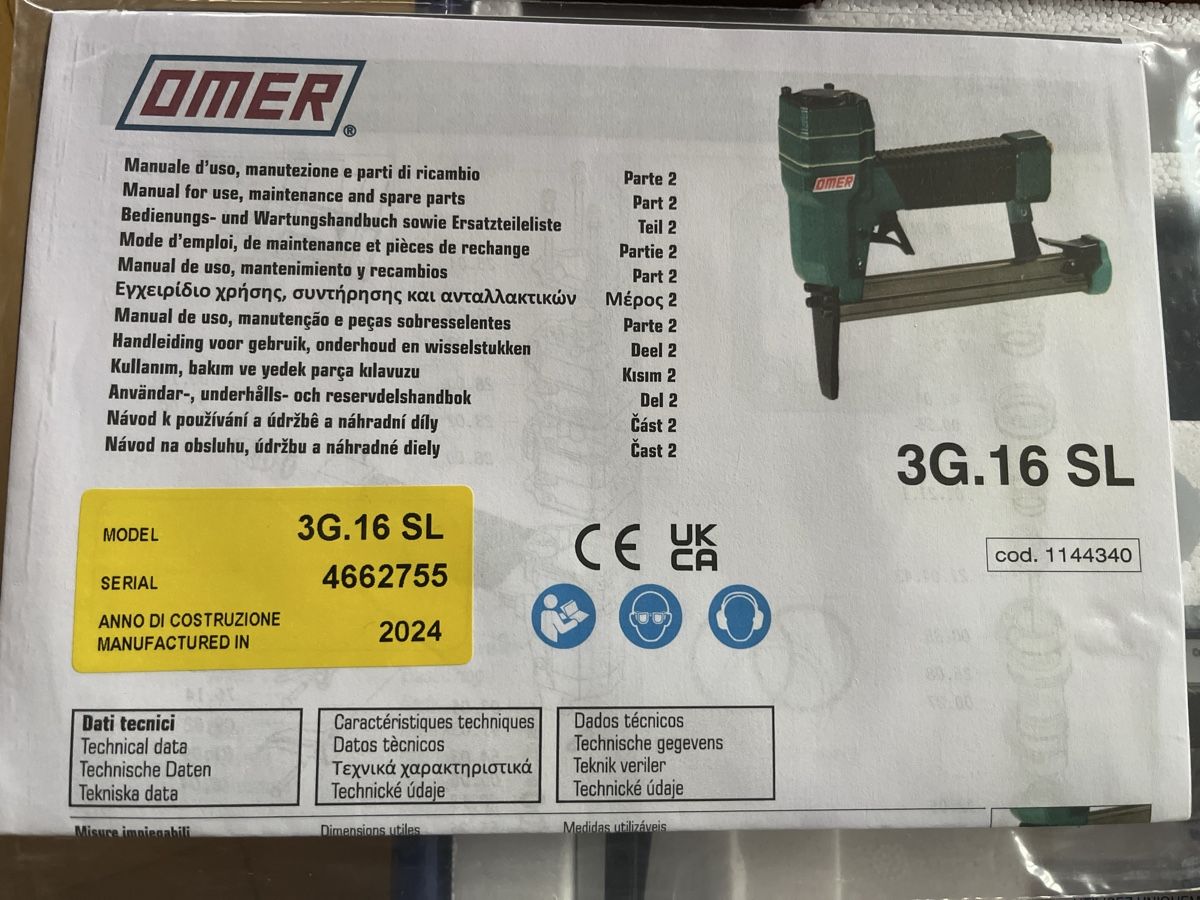 OMER®
Manuale d'uso, manutezione e parti di ricambio Parte 2
Manual for use, maintenance and spare parts Part 2
Bedienungs- und Wartungshandbuch sowie Ersatzteileliste Teil 2
Mode d'emploi, de maintenance et pièces de rechange Partie 2
Manual de uso, mantenimiento y recambios Part 2
Εγχειρίδιο χρήσης, συντήρησης και ανταλλακτικών Μέρος 2
Manual de uso, manutenção e peças sobresselentes Parte 2
Handleiding voor gebruik, onderhoud en wisselstukken Deel 2
Kullanım, bakım ve yedek parça kılavuzu Kısım 2
Användar-, underhålls- och reservdelshandbok Del 2
Návod k používání a údržbê a náhradní díly Část 2
Návod na obsluhu, údržbu a náhradné diely Čast 2
OMER
3G.16 SL
cod. 1144340
MODEL 3G.16 SL
SERIAL 4662755
ANNO DI COSTRUZIONE
MANUFACTURED IN 2024
CE
UK
CA
Dati tecnici
Technical data
Technische Daten
Tekniska data
Caractéristiques techniques
Datos tècnicos
Τεχνικά χαρακτηριστικά
Technické údaje
Dados técnicos
Technische gegevens
Teknik veriler
Technické údaje
Misure impiegabili
Dimensions utiles
Medidas utilizáveis